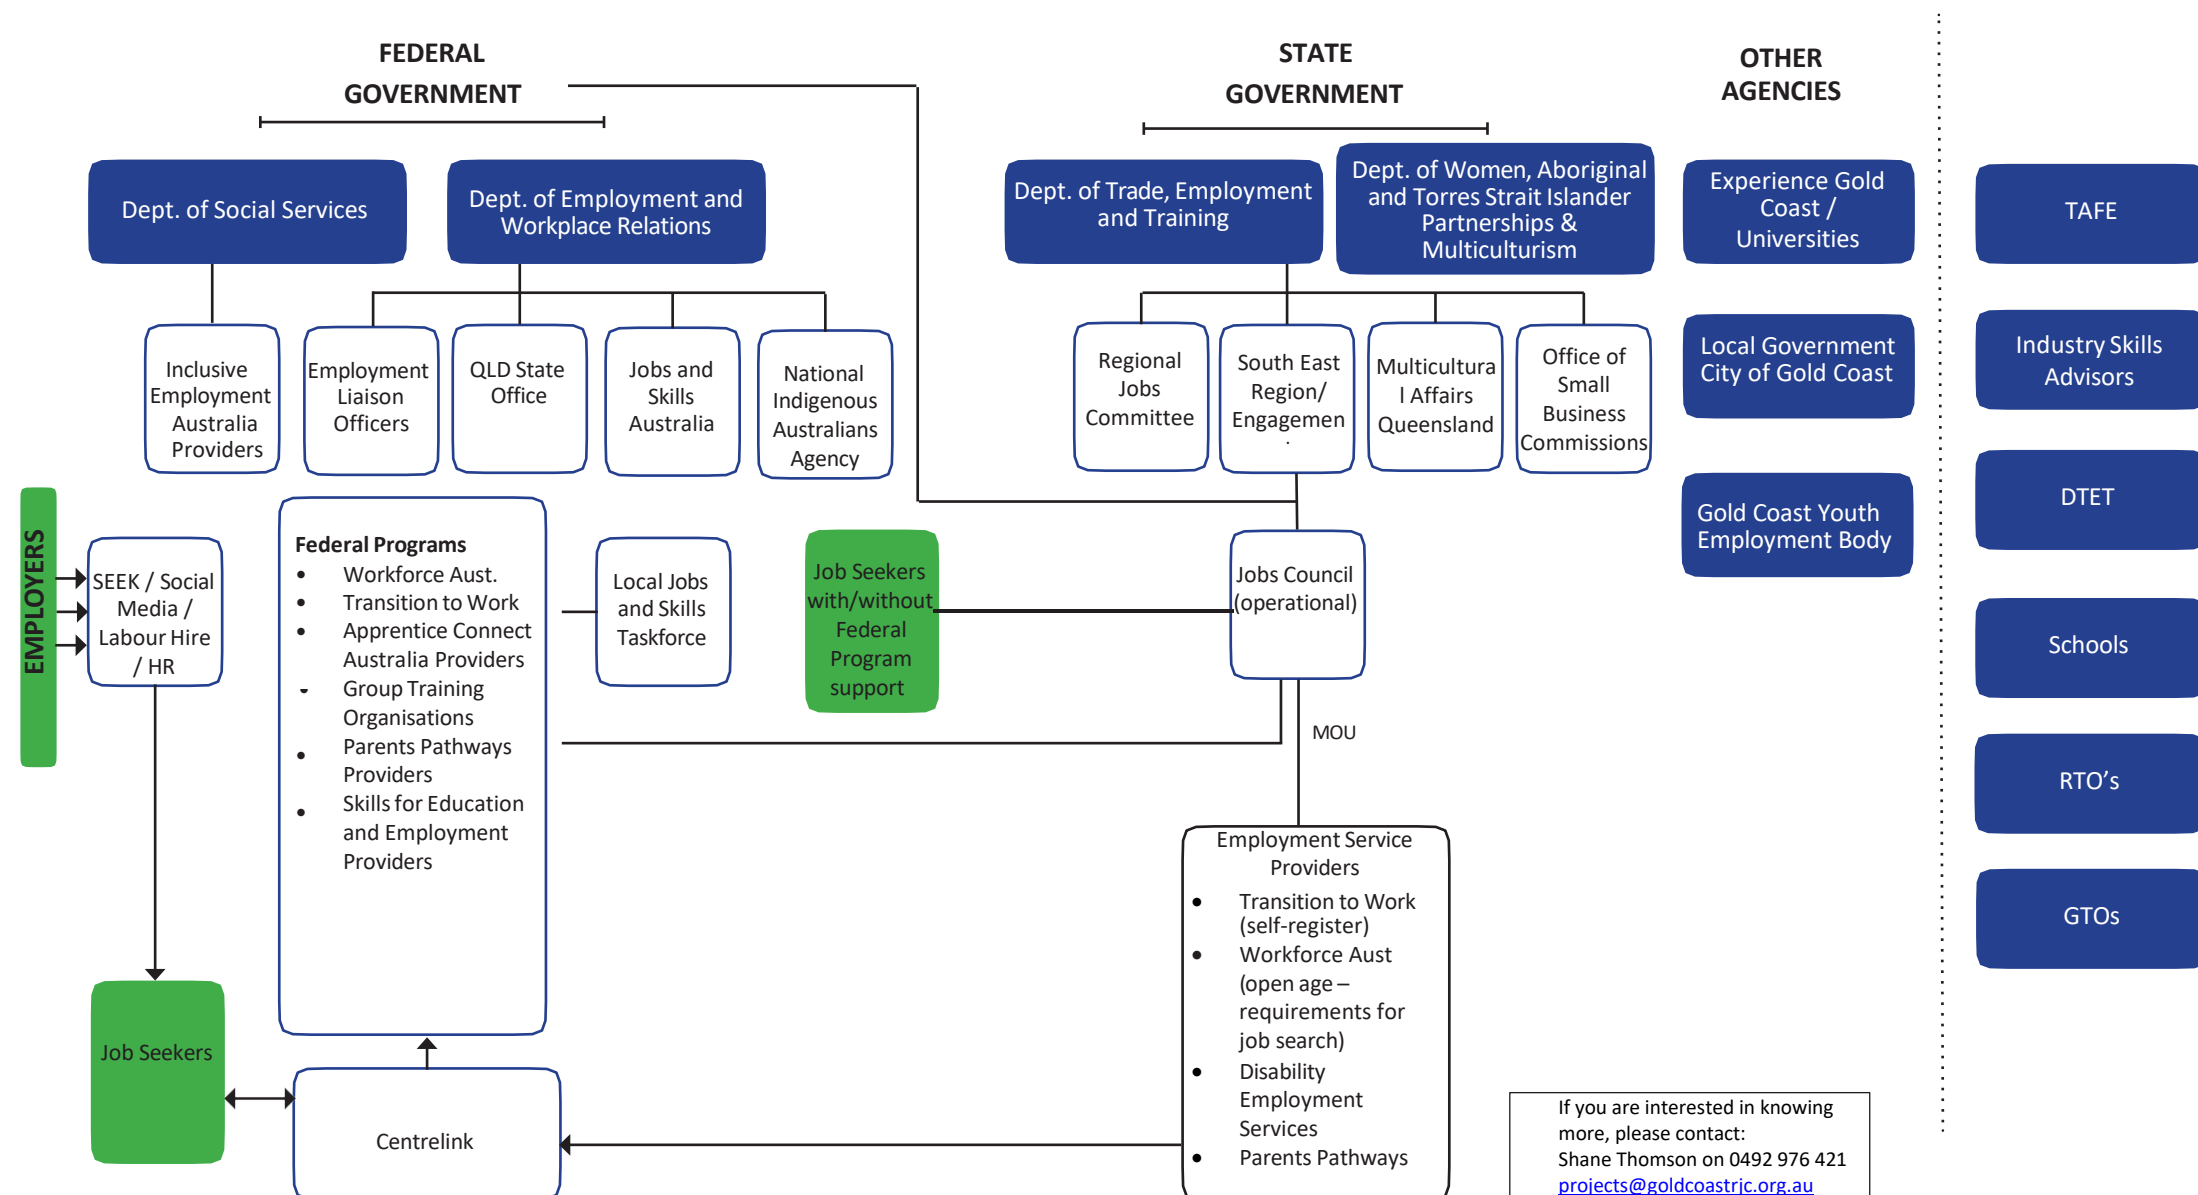 FEDERAL
GOVERNMENT
STATE
GOVERNMENT
OTHER
AGENCIES
Dept. of Social Services
Dept. of Employment and
Workplace Relations
Dept. of Trade, Employment
and Training
Dept. of Women, Aboriginal
and Torres Strait Islander
Partnerships &
Multiculturism
Experience Gold
Coast /
Universities
TAFE
Inclusive
Employment
Australia
Providers
Employment
Liaison
Officers
QLD State
Office
Jobs and
Skills
Australia
National
Indigenous
Australians
Agency
Regional
Jobs
Committee
South East
Region/
Engagemen
Multicultura
l Affairs
Queensland
Office of
Small
Business
Commissions
Local Government
City of Gold Coast
Industry Skills
Advisors
Gold Coast Youth
Employment Body
DTET
EMPLOYERS
SEEK / Social
Media /
Labour Hire
/ HR
Federal Programs
• Workforce Aust.
• Transition to Work
• Apprentice Connect
Australia Providers
• Group Training
Organisations
• Parents Pathways
Providers
• Skills for Education
and Employment
Providers
Local Jobs
and Skills
Taskforce
Job Seekers
with/without
Federal
Program
support
Jobs Council
(operational)
Schools
MOU
RTO’s
Employment Service
Providers
• Transition to Work
(self-register)
• Workforce Aust
(open age –
requirements for
job search)
• Disability
Employment
Services
• Parents Pathways
GTOs
Job Seekers
Centrelink
If you are interested in knowing
more, please contact:
Shane Thomson on 0492 976 421
projects@goldcoastrjc.org.au